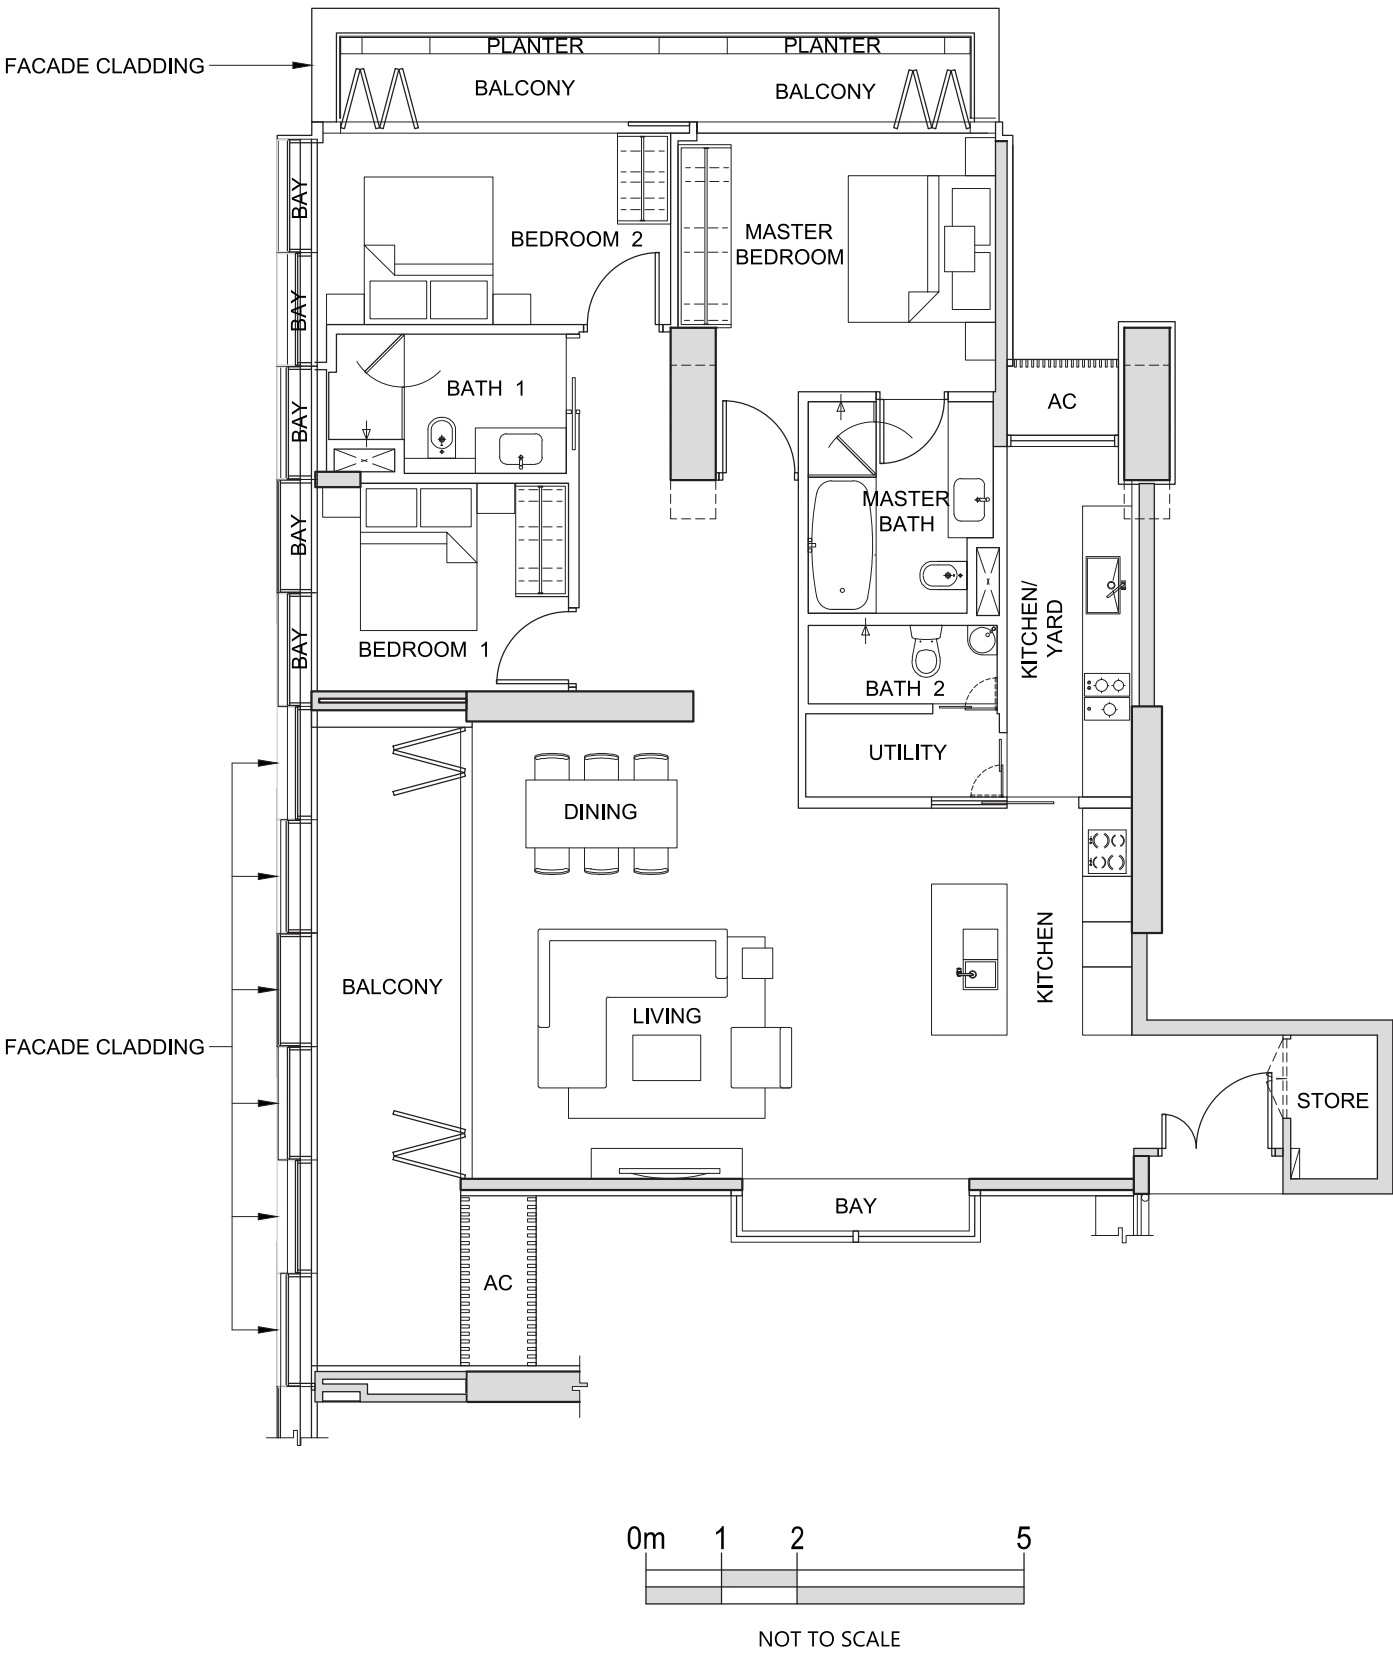 PLANTER
PLANTER
FACADE CLADDING
BALCONY
BALCONY
BAY
BEDROOM 2
MASTER
BEDROOM
BAY
BATH 1
AC
BAY
MASTER
BATH
BAY
KITCHEN/
YARD
BEDROOM 1
BAY
BATH 2
UTILITY
DINING
KITCHEN
BALCONY
LIVING
FACADE CLADDING
STORE
BAY
AC
0m 1 2 5
NOT TO SCALE